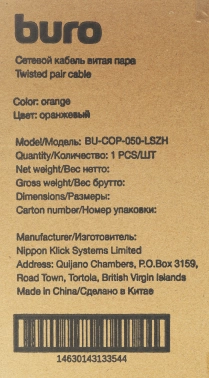 buro
Сетевой кабель витая пара
Twisted pair cable
Color: orange
Цвет: оранжевый
Model/Модель: BU-COP-050-LSZH
Quantity/Количество: 1 PCS/ШТ
Net weight/Вес нетто:
Gross weight/Вес брутто:
Dimensions/Размеры:
Carton number/Номер упаковки:
Manufacturer/Изготовитель:
Nippon Klick Systems Limited
Address: Quijano Chambers, P.O.Box 3159,
Road Town, Tortola, British Virgin Islands
Made in China/Сделано в Китае
14630143133544